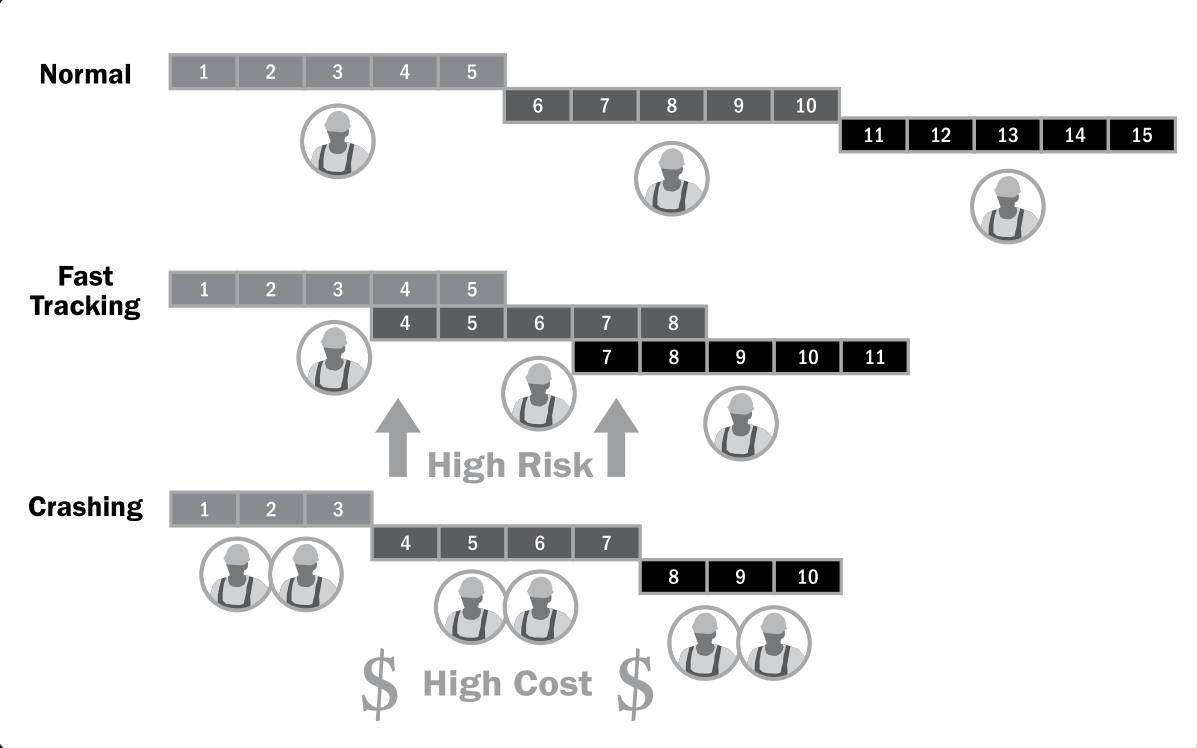 Normal
1 2 3 4 5
6 7 8 9 10
11 12 13 14 15
Fast
Tracking
1 2 3 4 5
4 5 6 7 8
7 8 9 10 11
High Risk
Crashing
1 2 3
4 5 6 7
8 9 10
$ High Cost $